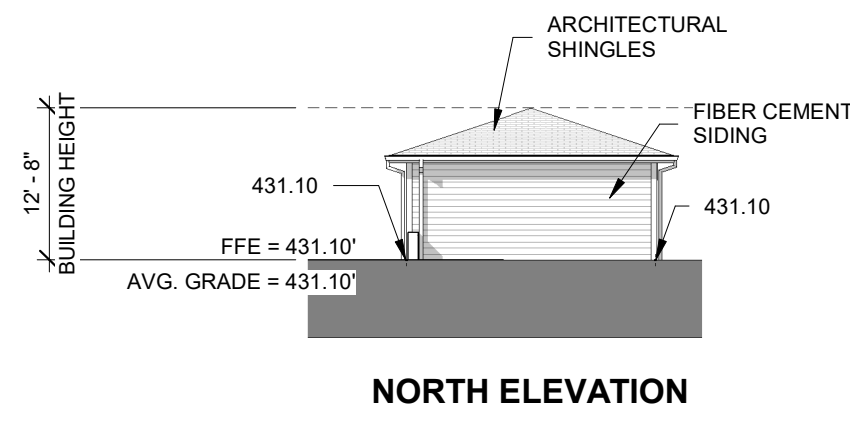 ARCHITECTURAL
SHINGLES
FIBER CEMENT
SIDING
12' - 8"
BUILDING HEIGHT
431.10
431.10
FFE = 431.10'
AVG. GRADE = 431.10'
NORTH ELEVATION